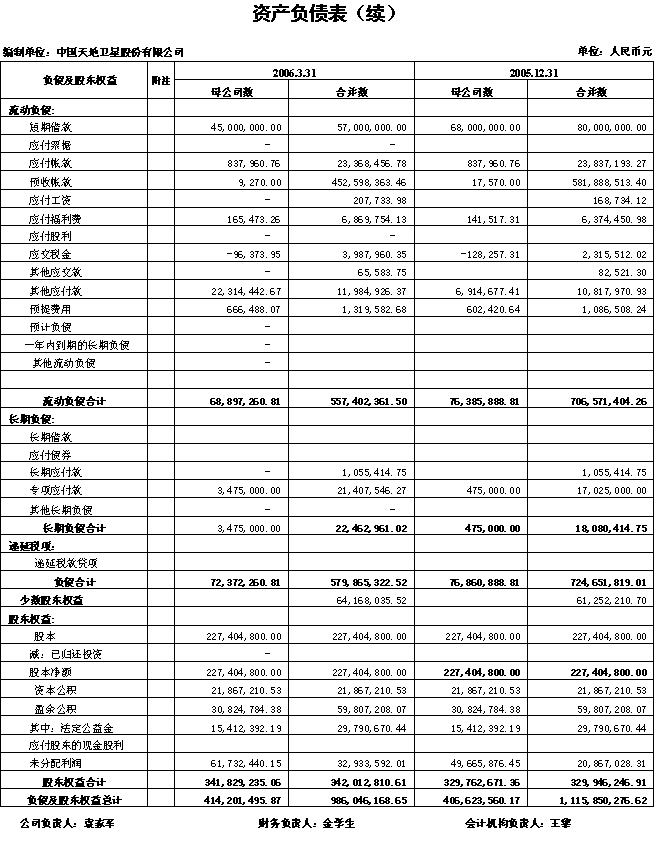 资产负债表（续）
编制单位：中国天地卫星股份有限公司 单位：人民币元
负债及股东权益 附注 2006.3.31 2005.12.31
母公司数 合并数 母公司数 合并数
流动负债:
短期借款 45,000,000.00 57,000,000.00 68,000,000.00 80,000,000.00
应付票据 - -
应付帐款 837,960.76 23,368,456.78 837,960.76 23,837,193.27
预收帐款 9,270.00 452,598,363.46 17,570.00 581,888,513.40
应付工资 - 207,733.98 168,734.12
应付福利费 165,473.26 6,869,754.13 141,517.31 6,374,450.98
应付股利 - -
应交税金 -96,373.95 3,987,960.35 -128,257.31 2,315,512.02
其他应交款 - 65,583.75 82,521.30
其他应付款 22,314,442.67 11,984,926.37 6,914,677.41 10,817,970.93
预提费用 666,488.07 1,319,582.68 602,420.64 1,086,508.24
预计负债 -
一年内到期的长期负债 -
其他流动负债 -
流动负债合计 68,897,260.81 557,402,361.50 76,385,888.81 706,571,404.26
长期负债:
长期借款
应付债券
长期应付款 - 1,055,414.75 1,055,414.75
专项应付款 3,475,000.00 21,407,546.27 475,000.00 17,025,000.00
其他长期负债 - -
长期负债合计 3,475,000.00 22,462,961.02 475,000.00 18,080,414.75
递延税项:
递延税款贷项
负债合计 72,372,260.81 579,865,322.52 76,860,888.81 724,651,819.01
少数股东权益 64,168,035.52 61,252,210.70
股东权益:
股本 227,404,800.00 227,404,800.00 227,404,800.00 227,404,800.00
减：已归还投资 -
股本净额 227,404,800.00 227,404,800.00 227,404,800.00 227,404,800.00
资本公积 21,867,210.53 21,867,210.53 21,867,210.53 21,867,210.53
盈余公积 30,824,784.38 59,807,208.07 30,824,784.38 59,807,208.07
其中：法定公益金 15,412,392.19 29,790,670.44 15,412,392.19 29,790,670.44
应付股东的现金股利
未分配利润 61,732,440.15 32,933,592.01 49,665,876.45 20,867,028.31
股东权益合计 341,829,235.06 342,012,810.61 329,762,671.36 329,946,246.91
负债及股东权益总计 414,201,495.87 986,046,168.65 406,623,560.17 1,115,850,276.62
公司负责人：袁家军 财务负责人：金学生 会计机构负责人：王黎